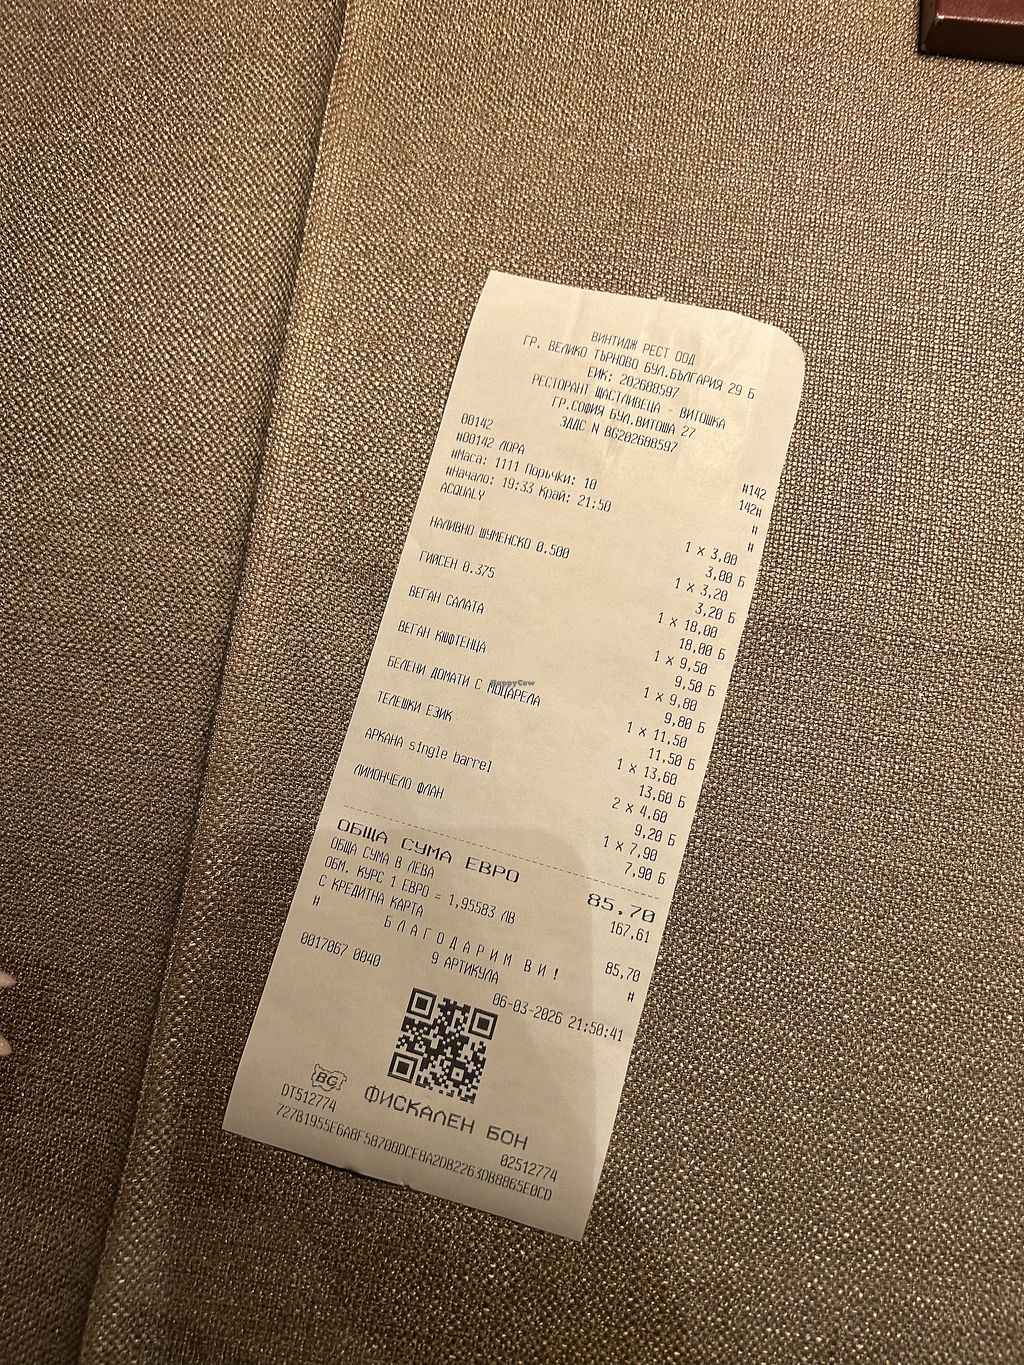 ВИНТИДЖ РЕСТ ООД
ГР. ВЕЛИКО ТЪРНОВО БУЛ.БЪЛГАРИЯ 29 Б
ЕИК: 202680597
РЕСТОРАНТ ЩАСТЛИВЕЦА - ВИТОШКА
ГР.СОФИЯ БУЛ.ВИТОША 27
ЗДДС N BG202680597
00142 #142
#00142 ЛОРА 142#
#Маса: 1111 Поръчки: 10 #
#Начало: 19:33 Край: 21:50 #
ACQUALY 1 x 3,00
3,00 Б
НАЛИВНО ШУМЕНСКО 0.500 1 x 3,20
3,20 Б
ГИЙСЕН 0.375 1 x 18,00
18,00 Б
ВЕГАН САЛАТА 1 x 9,50
9,50 Б
ВЕГАН КЮФТЕНЦА 1 x 9,80
9,80 Б
БЕЛЕНИ ДОМАТИ С МОЦАРЕЛА 1 x 11,50
11,50 Б
ТЕЛЕШКИ ЕЗИК 1 x 13,60
13,60 Б
АРКАНА single barrel 2 x 4,60
9,20 Б
ЛИМОНЧЕЛО ФЛАН 1 x 7,90
7,90 Б
ОБЩА СУМА ЕВРО 85,70
ОБЩА СУМА В ЛЕВА 167,61
ОБМ. КУРС 1 ЕВРО = 1,95583 ЛВ
С КРЕДИТНА КАРТА 85,70
# #
БЛАГОДАРИМ ВИ!
9 АРТИКУЛА
0017067 0040 06-03-2026 21:50:41
BG
ФИСКАЛЕН БОН
DT512774 02512774
HappyCow